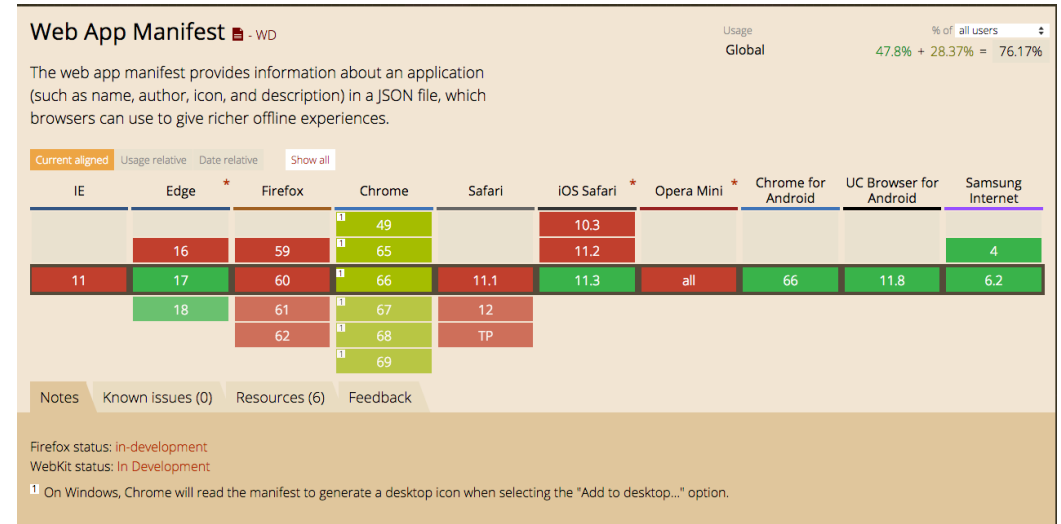 Web App Manifest - WD
Usage % of all users
Global 47.8% + 28.37% = 76.17%
The web app manifest provides information about an application
(such as name, author, icon, and description) in a JSON file, which
browsers can use to give richer offline experiences.
Current aligned Usage relative Date relative Show all
IE Edge * Firefox Chrome Safari iOS Safari * Opera Mini * Chrome for Android UC Browser for Android Samsung Internet
1 49 10.3
16 59 1 65 11.2 4
11 17 60 1 66 11.1 11.3 all 66 11.8 6.2
18 61 1 67 12
62 1 68 TP
1 69
Notes Known issues (0) Resources (6) Feedback
Firefox status: in-development
WebKit status: In Development
1 On Windows, Chrome will read the manifest to generate a desktop icon when selecting the "Add to desktop..." option.